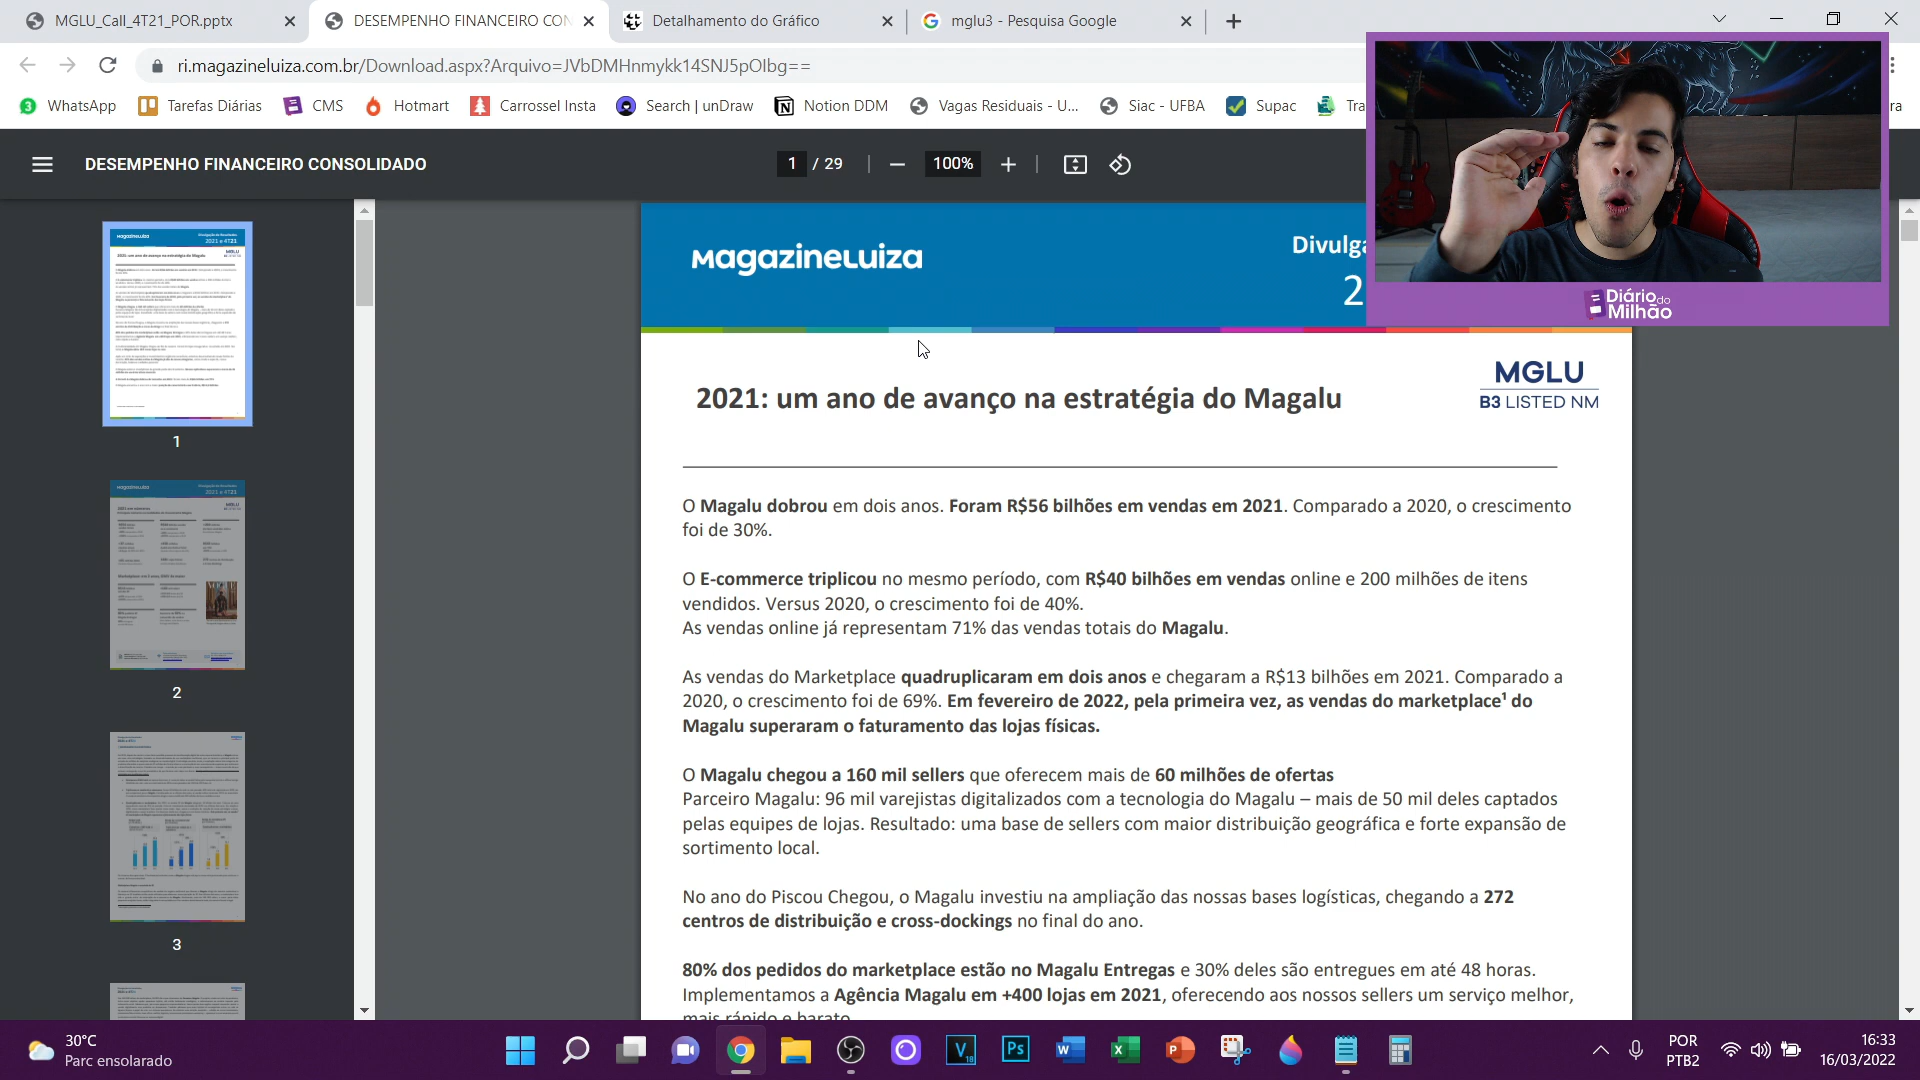 MGLU_Call_4T21_POR.pptx
DESEMPENHO FINANCEIRO CON
Detalhamento do Gráfico
mglu3 - Pesquisa Google
ri.magazineluiza.com.br/Download.aspx?Arquivo=JVbDMHnmykk14SNJ5pOIbg==
WhatsApp
Tarefas Diárias
CMS
Hotmart
Carrossel Insta
Search | unDraw
Notion DDM
Vagas Residuais - U...
Siac - UFBA
Supac
Tra
ra
DESEMPENHO FINANCEIRO CONSOLIDADO
1 / 29
100%
Diário do
Milhão
magazineluiza
Divulga
2
MGLU
B3 LISTED NM
2021: um ano de avanço na estratégia do Magalu
O Magalu dobrou em dois anos. Foram R$56 bilhões em vendas em 2021. Comparado a 2020, o crescimento
foi de 30%.
O E-commerce triplicou no mesmo período, com R$40 bilhões em vendas online e 200 milhões de itens
vendidos. Versus 2020, o crescimento foi de 40%.
As vendas online já representam 71% das vendas totais do Magalu.
As vendas do Marketplace quadruplicaram em dois anos e chegaram a R$13 bilhões em 2021. Comparado a
2020, o crescimento foi de 69%. Em fevereiro de 2022, pela primeira vez, as vendas do marketplace¹ do
Magalu superaram o faturamento das lojas físicas.
O Magalu chegou a 160 mil sellers que oferecem mais de 60 milhões de ofertas
Parceiro Magalu: 96 mil varejistas digitalizados com a tecnologia do Magalu – mais de 50 mil deles captados
pelas equipes de lojas. Resultado: uma base de sellers com maior distribuição geográfica e forte expansão de
sortimento local.
No ano do Piscou Chegou, o Magalu investiu na ampliação das nossas bases logísticas, chegando a 272
centros de distribuição e cross-dockings no final do ano.
80% dos pedidos do marketplace estão no Magalu Entregas e 30% deles são entregues em até 48 horas.
Implementamos a Agência Magalu em +400 lojas em 2021, oferecendo aos nossos sellers um serviço melhor,
mais rápido e barato
1
2
3
30°C
Parc ensolarado
POR
PTB2
16:33
16/03/2022